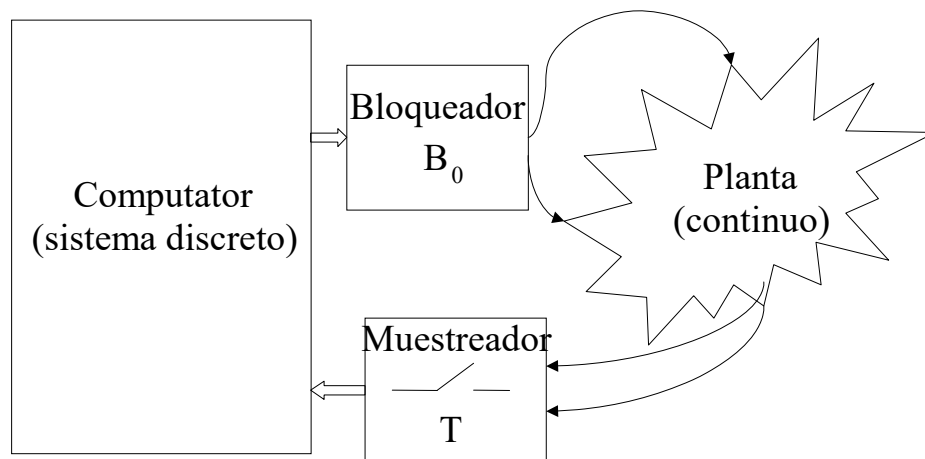 Computator
(sistema discreto)
Bloqueador
B₀
Planta
(continuo)
Muestreador
T